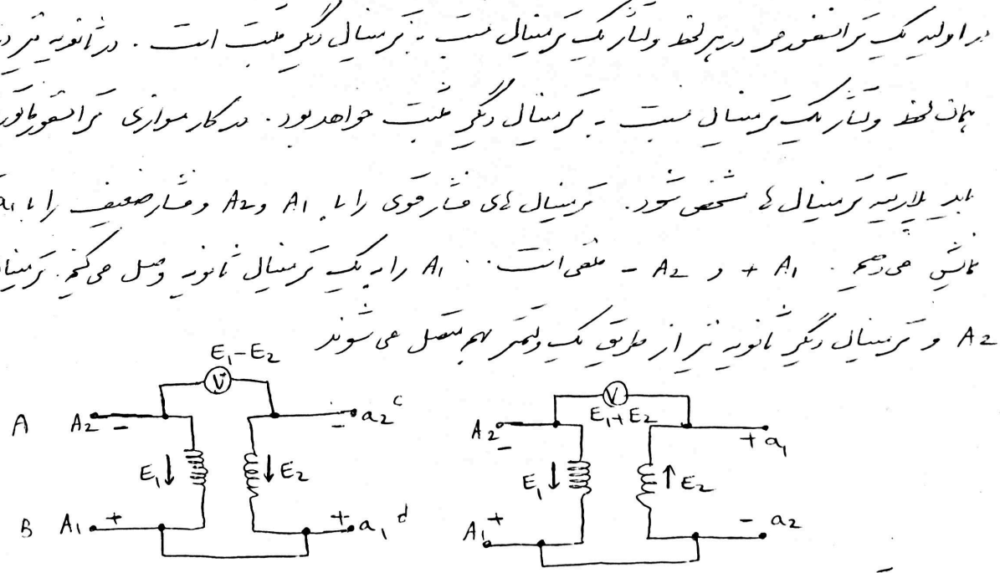 در اولیه یک ترانسفورمر در هر لحظه ولتاژ یک ترمینال نسبت به ترمینال دیگر مثبت است . در ثانویه نیز در
همان لحظه ولتاژ یک ترمینال نسبت به ترمینال دیگر مثبت خواهد بود . در کار موازی ترانسفورماتور
باید پلاریته ترمینال ها مشخص شود . ترمینال های فشار قوی را با A1 و A2 و فشار ضعیف را با a1
نمایش می دهیم . A1 + و A2 - منفی است . . A1 را به یک ترمینال ثانویه وصل می کنیم . ترمینال
A2 و ترمینال دیگر ثانویه نیز از طریق یک ولتمتر بهم متصل می شوند
E1-E2
V
A A2 - - a2 c
E1 ↓ ↓ E2
B A1 + + a1 d
V
E1+E2
A2 - + a1
E1 ↓ ↑ E2
A1 + - a2